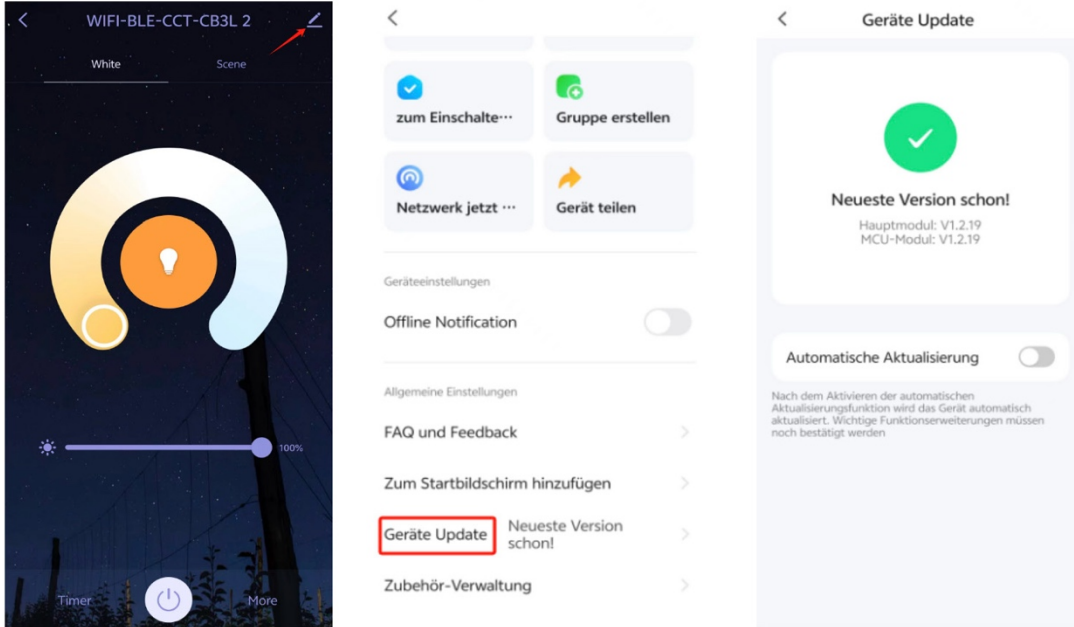 WIFI-BLE-CCT-CB3L 2
White
Scene
100%
Timer
More
zum Einschalte···
Gruppe erstellen
Netzwerk jetzt ···
Gerät teilen
Geräteeinstellungen
Offline Notification
Allgemeine Einstellungen
FAQ und Feedback
Zum Startbildschirm hinzufügen
Geräte Update
Neueste Version
schon!
Zubehör-Verwaltung
Geräte Update
Neueste Version schon!
Hauptmodul: V1.2.19
MCU-Modul: V1.2.19
Automatische Aktualisierung
Nach dem Aktivieren der automatischen
Aktualisierungsfunktion wird das Gerät automatisch
aktualisiert. Wichtige Funktionserweiterungen müssen
noch bestätigt werden